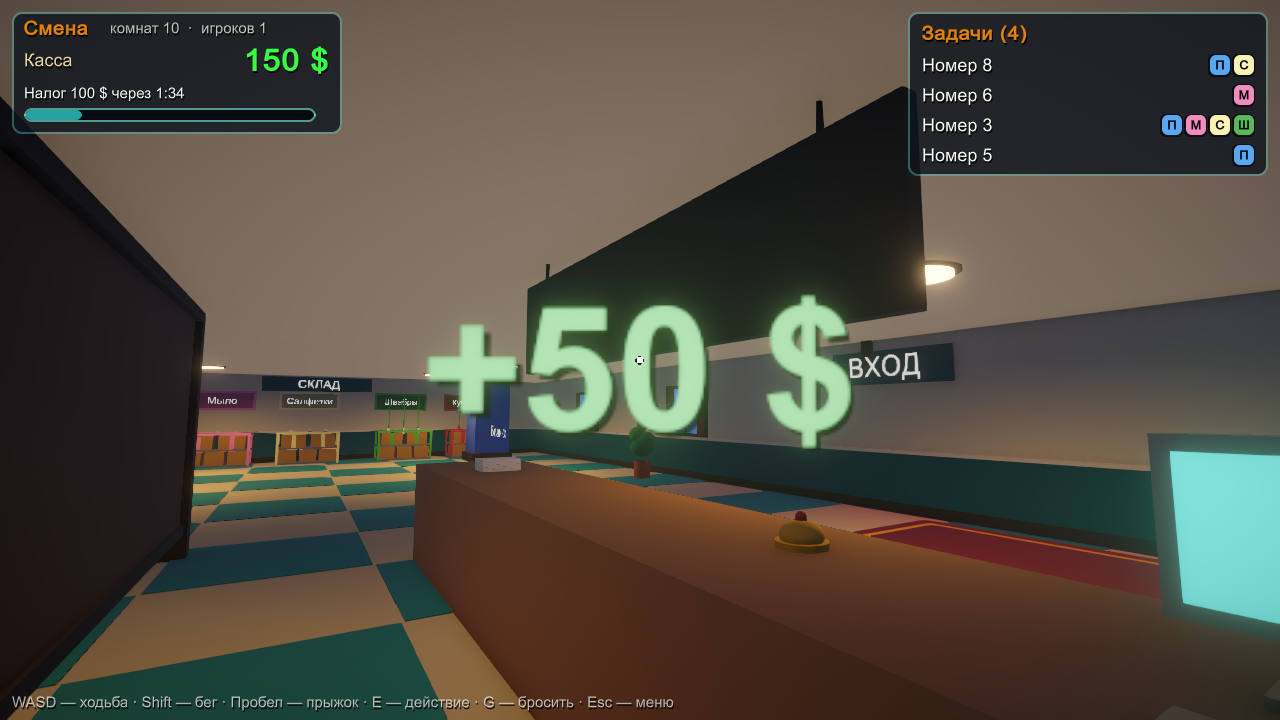 Смена комнат 10 · игроков 1
Касса 150 $
Налог 100 $ через 1:34
Задачи (4)
Номер 8 П С
Номер 6 М
Номер 3 П М С Ш
Номер 5 П
+50 $
ВХОД
СКЛАД
Мыло
Салфетки
Швабры
WASD — ходьба · Shift — бег · Пробел — прыжок · E — действие · G — бросить · Esc — меню